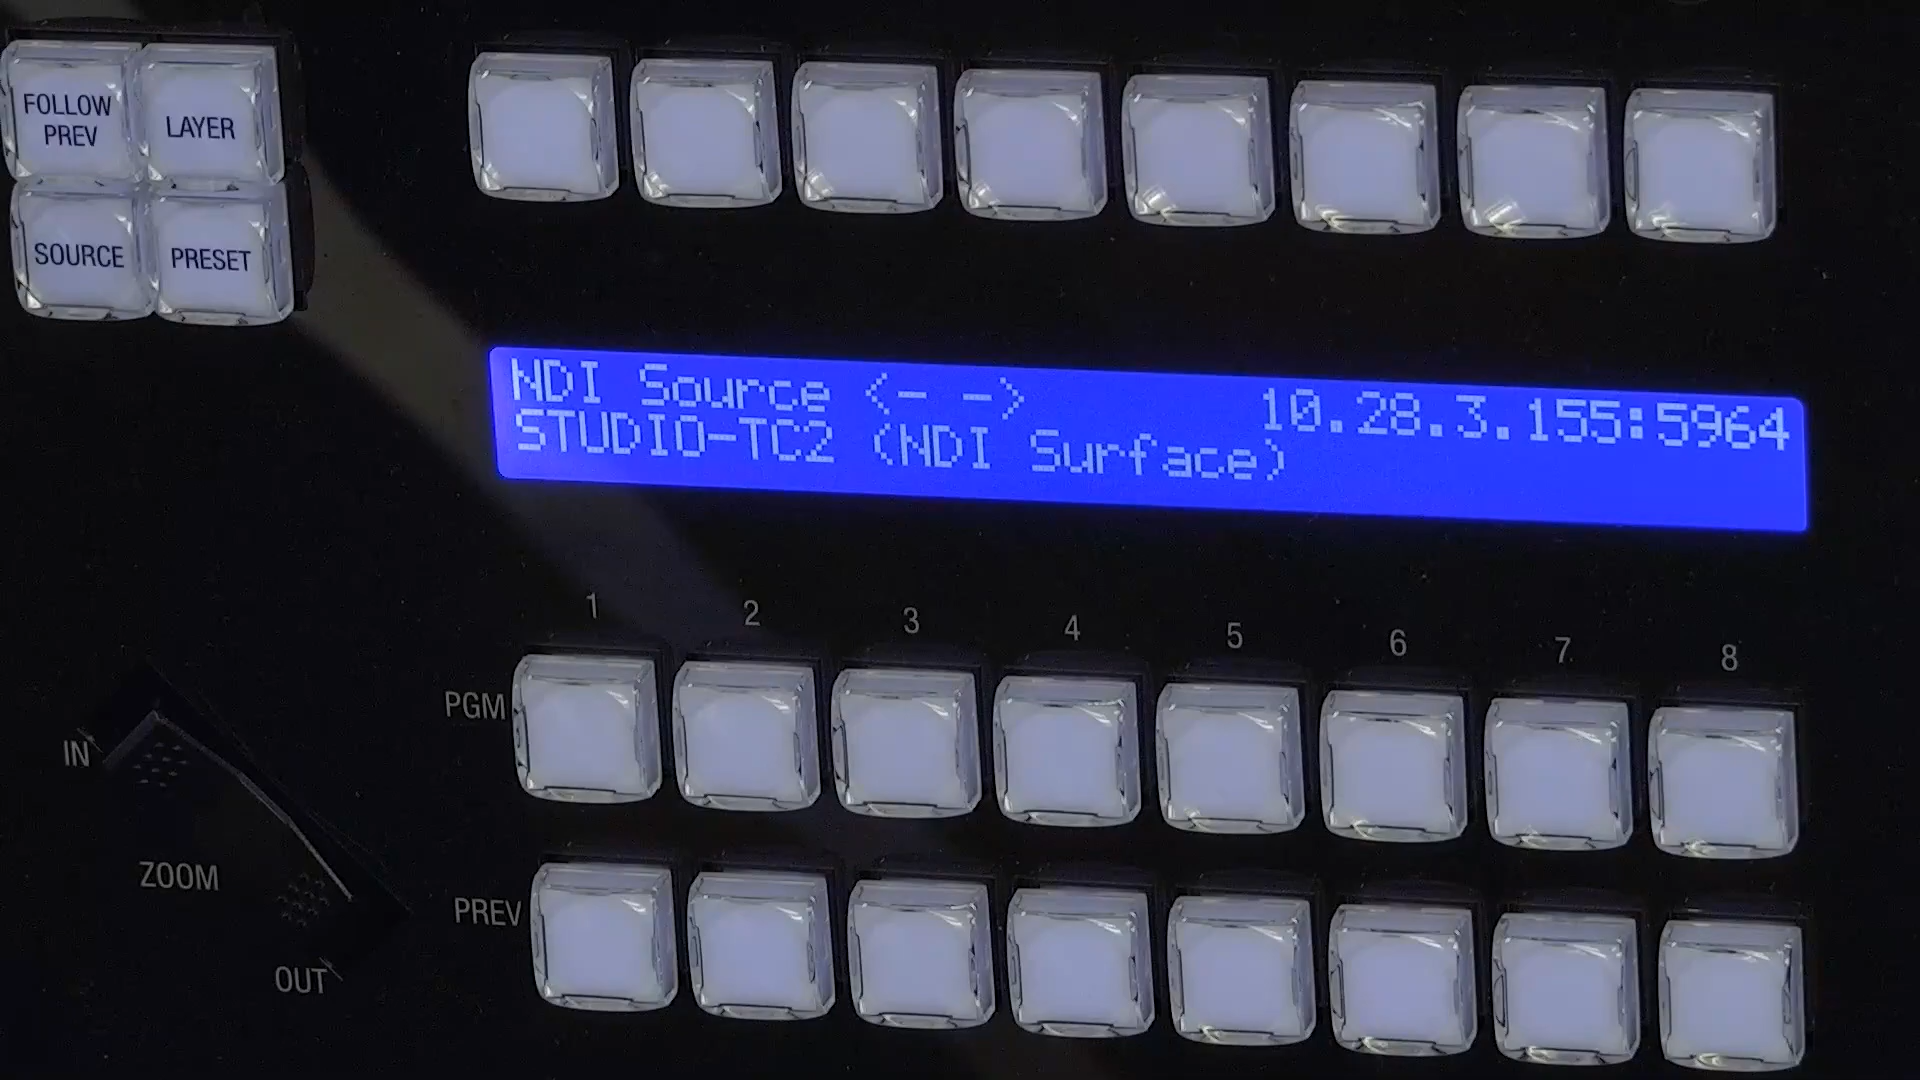 FOLLOW
PREV
LAYER
SOURCE
PRESET
NDI Source <- -> 10.28.3.155:5964
STUDIO-TC2 (NDI Surface)
1 2 3 4 5 6 7 8
PGM
IN
ZOOM
PREV
OUT